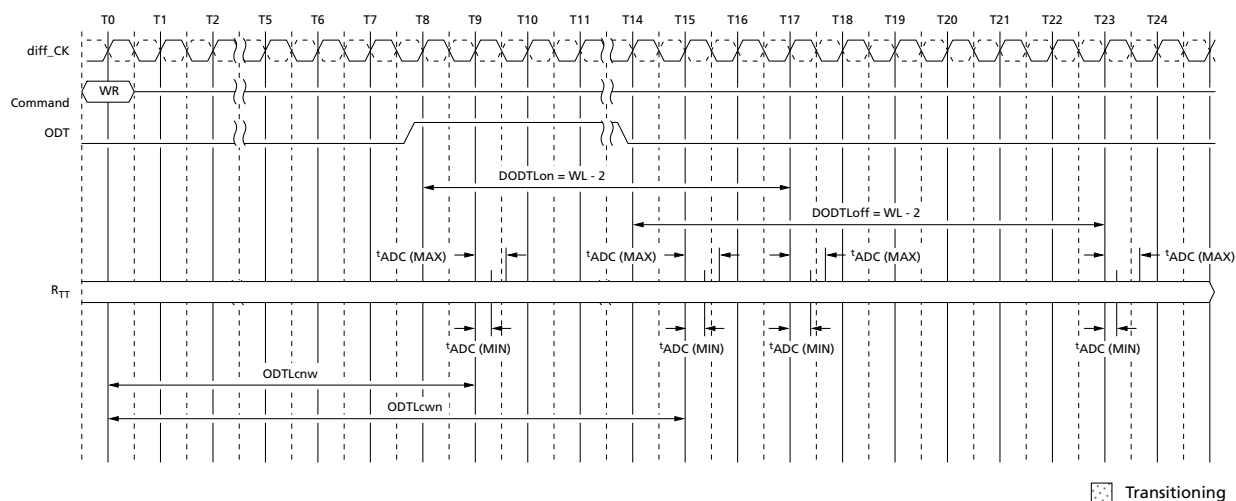 T0 T1 T2 T5 T6 T7 T8 T9 T10 T11 T14 T15 T16 T17 T18 T19 T20 T21 T22 T23 T24
diff_CK
WR
Command
ODT
DODTLon = WL - 2
DODTLoff = WL - 2
tADC (MAX) tADC (MAX) tADC (MAX) tADC (MAX)
RTT
tADC (MIN) tADC (MIN) tADC (MIN) tADC (MIN)
ODTLcnw
ODTLcwn
Transitioning